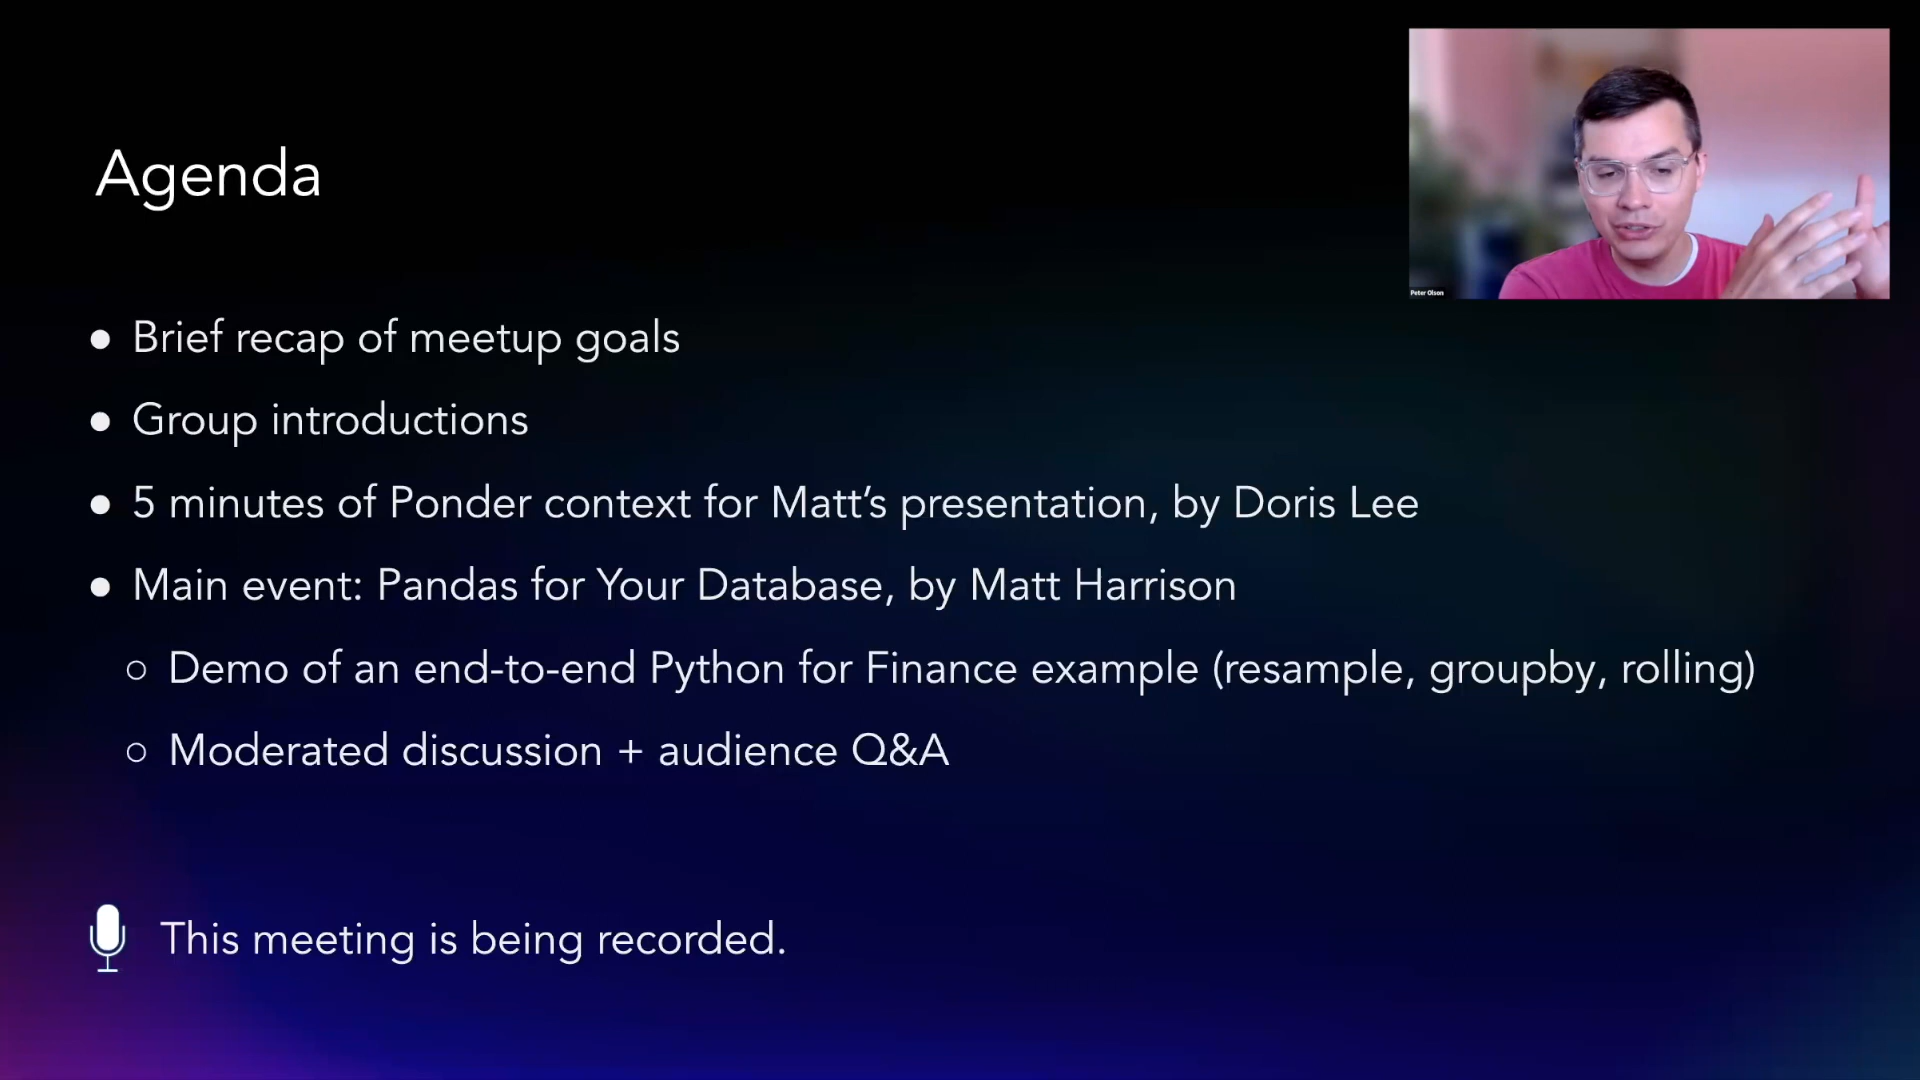 Agenda
Peter Olson
● Brief recap of meetup goals
● Group introductions
● 5 minutes of Ponder context for Matt’s presentation, by Doris Lee
● Main event: Pandas for Your Database, by Matt Harrison
○ Demo of an end-to-end Python for Finance example (resample, groupby, rolling)
○ Moderated discussion + audience Q&A
This meeting is being recorded.